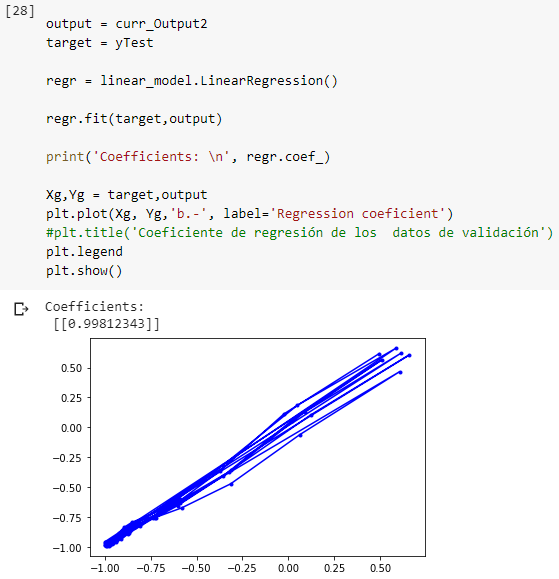 [28]
output = curr_Output2
target = yTest
regr = linear_model.LinearRegression()
regr.fit(target,output)
print('Coefficients: \n', regr.coef_)
Xg,Yg = target,output
plt.plot(Xg, Yg,'b.-', label='Regression coeficient')
#plt.title('Coeficiente de regresión de los  datos de validación')
plt.legend
plt.show()
Coefficients:
[[0.99812343]]
0.50
0.25
0.00
−0.25
−0.50
−0.75
−1.00
−1.00 −0.75 −0.50 −0.25 0.00 0.25 0.50